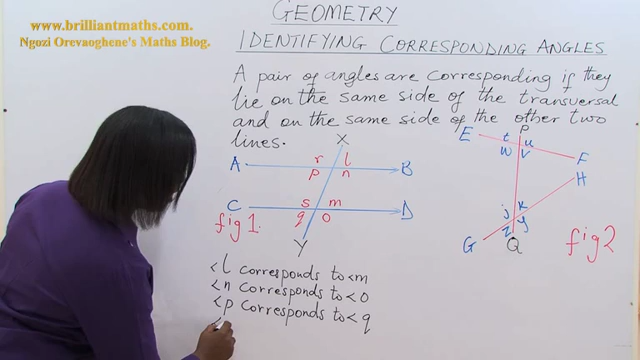 www.brilliantmaths.com.
Ngozi Orevaoghene's Maths Blog.
GEOMETRY
IDENTIFYING CORRESPONDING ANGLES
A pair of angles are corresponding if they
lie on the same side of the transversal
and on the same side of the other two
lines.
X
A r l B
p n
C s m D
q o
fig 1.
Y
E t P u
w v F
H
j k
z y
G Q
fig 2
<l corresponds to <m
<n corresponds to <o
<p corresponds to <q
<